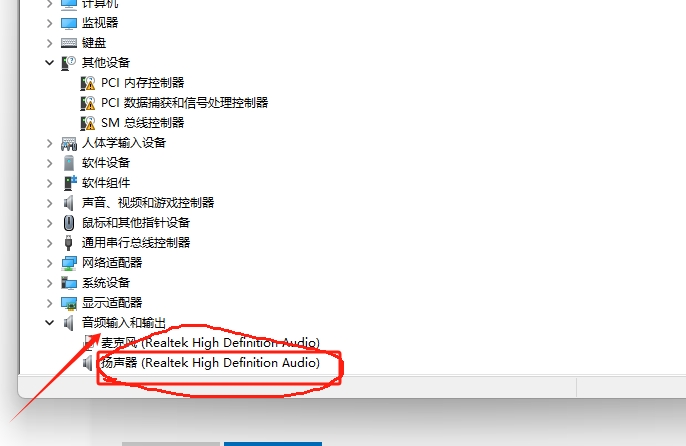 计算机
监视器
键盘
其他设备
PCI 内存控制器
PCI 数据捕获和信号处理控制器
SM 总线控制器
人体学输入设备
软件设备
软件组件
声音、视频和游戏控制器
鼠标和其他指针设备
通用串行总线控制器
网络适配器
系统设备
显示适配器
音频输入和输出
麦克风 (Realtek High Definition Audio)
扬声器 (Realtek High Definition Audio)